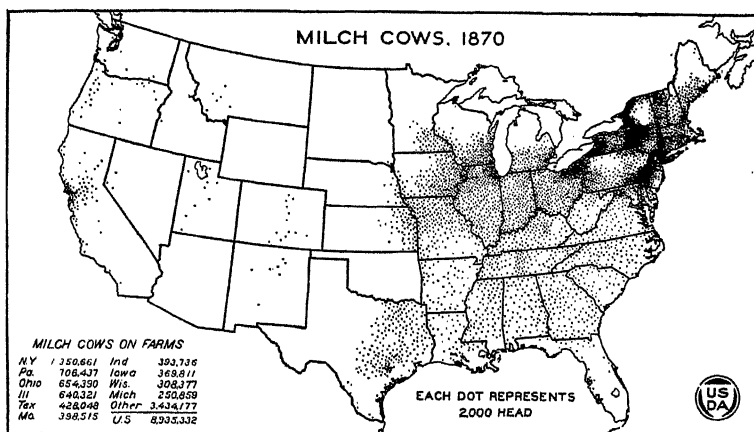 MILCH COWS, 1870
MILCH COWS ON FARMS
N.Y. 1,350,661 Ind 393,736
Pa. 706,437 Iowa 369,811
Ohio 654,390 Wis. 308,377
Ill 640,321 Mich 250,859
Tex 428,048 Other 3,434,177
Mo. 398,515 U.S 8,935,332
EACH DOT REPRESENTS
2,000 HEAD
US
DA